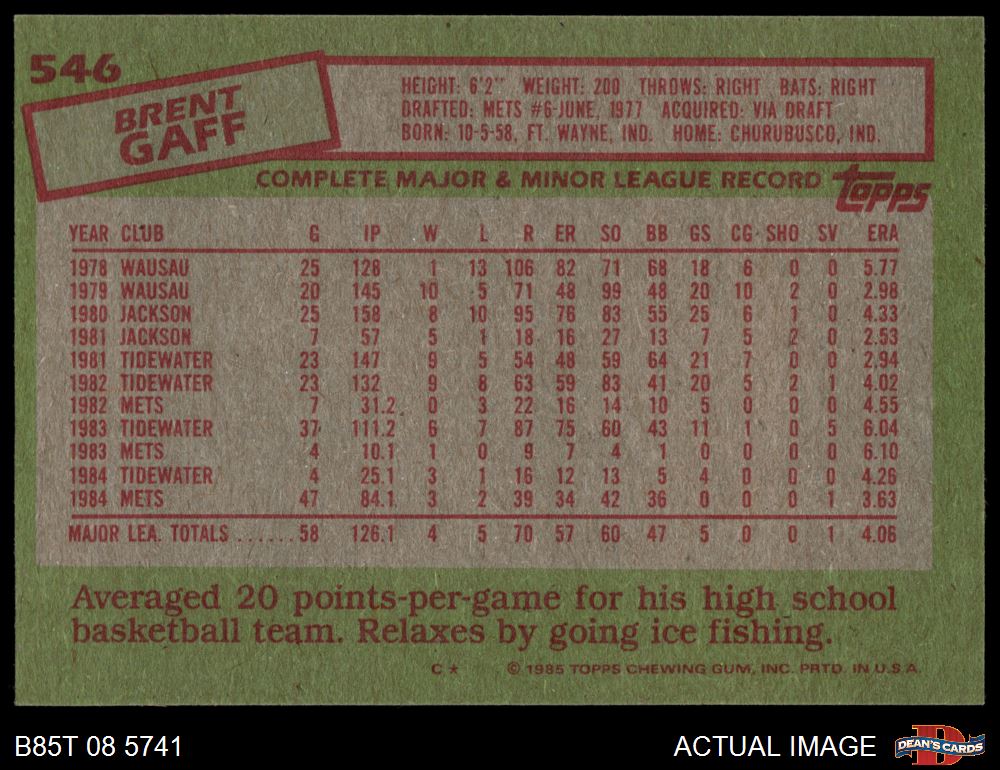 546
BRENT
GAFF
HEIGHT: 6'2" WEIGHT: 200 THROWS: RIGHT BATS: RIGHT
DRAFTED: METS #6-JUNE, 1977 ACQUIRED: VIA DRAFT
BORN: 10-5-58, FT. WAYNE, IND. HOME: CHURUBUSCO, IND.
COMPLETE MAJOR & MINOR LEAGUE RECORD topps
YEAR CLUB G IP W L R ER SO BB GS CG SHO SV ERA
1978 WAUSAU 25 128 1 13 106 82 71 68 18 6 0 0 5.77
1979 WAUSAU 20 145 10 5 71 48 99 48 20 10 2 0 2.98
1980 JACKSON 25 158 8 10 95 76 83 55 25 6 1 0 4.33
1981 JACKSON 7 57 5 1 18 16 27 13 7 5 2 0 2.53
1981 TIDEWATER 23 147 9 5 54 48 59 64 21 7 0 0 2.94
1982 TIDEWATER 23 132 9 8 63 59 83 41 20 5 2 1 4.02
1982 METS 7 31.2 0 3 22 16 14 10 5 0 0 0 4.55
1983 TIDEWATER 37 111.2 6 7 87 75 60 43 11 1 0 5 6.04
1983 METS 4 10.1 1 0 9 7 4 1 0 0 0 0 6.10
1984 TIDEWATER 4 25.1 3 1 16 12 13 5 4 0 0 0 4.26
1984 METS 47 84.1 3 2 39 34 42 36 0 0 0 1 3.63
MAJOR LEA. TOTALS ......58 126.1 4 5 70 57 60 47 5 0 0 1 4.06
Averaged 20 points-per-game for his high school
basketball team. Relaxes by going ice fishing.
C★ © 1985 TOPPS CHEWING GUM, INC. PRTD. IN U.S.A.
B85T 08 5741 ACTUAL IMAGE DEAN'S CARDS